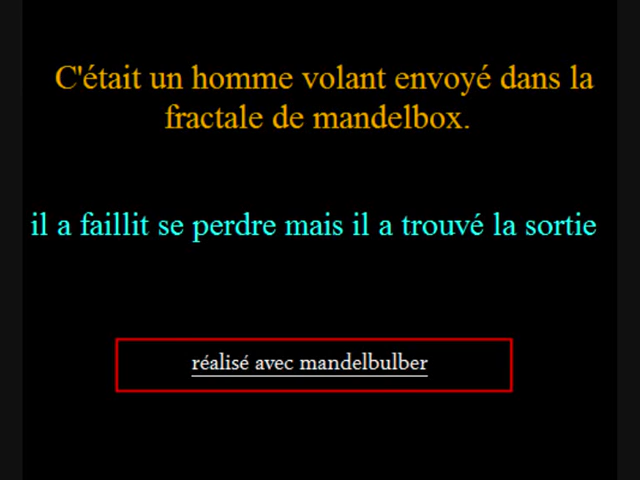 C'était un homme volant envoyé dans la
fractale de mandelbox.
il a faillit se perdre mais il a trouvé la sortie
réalisé avec mandelbulber